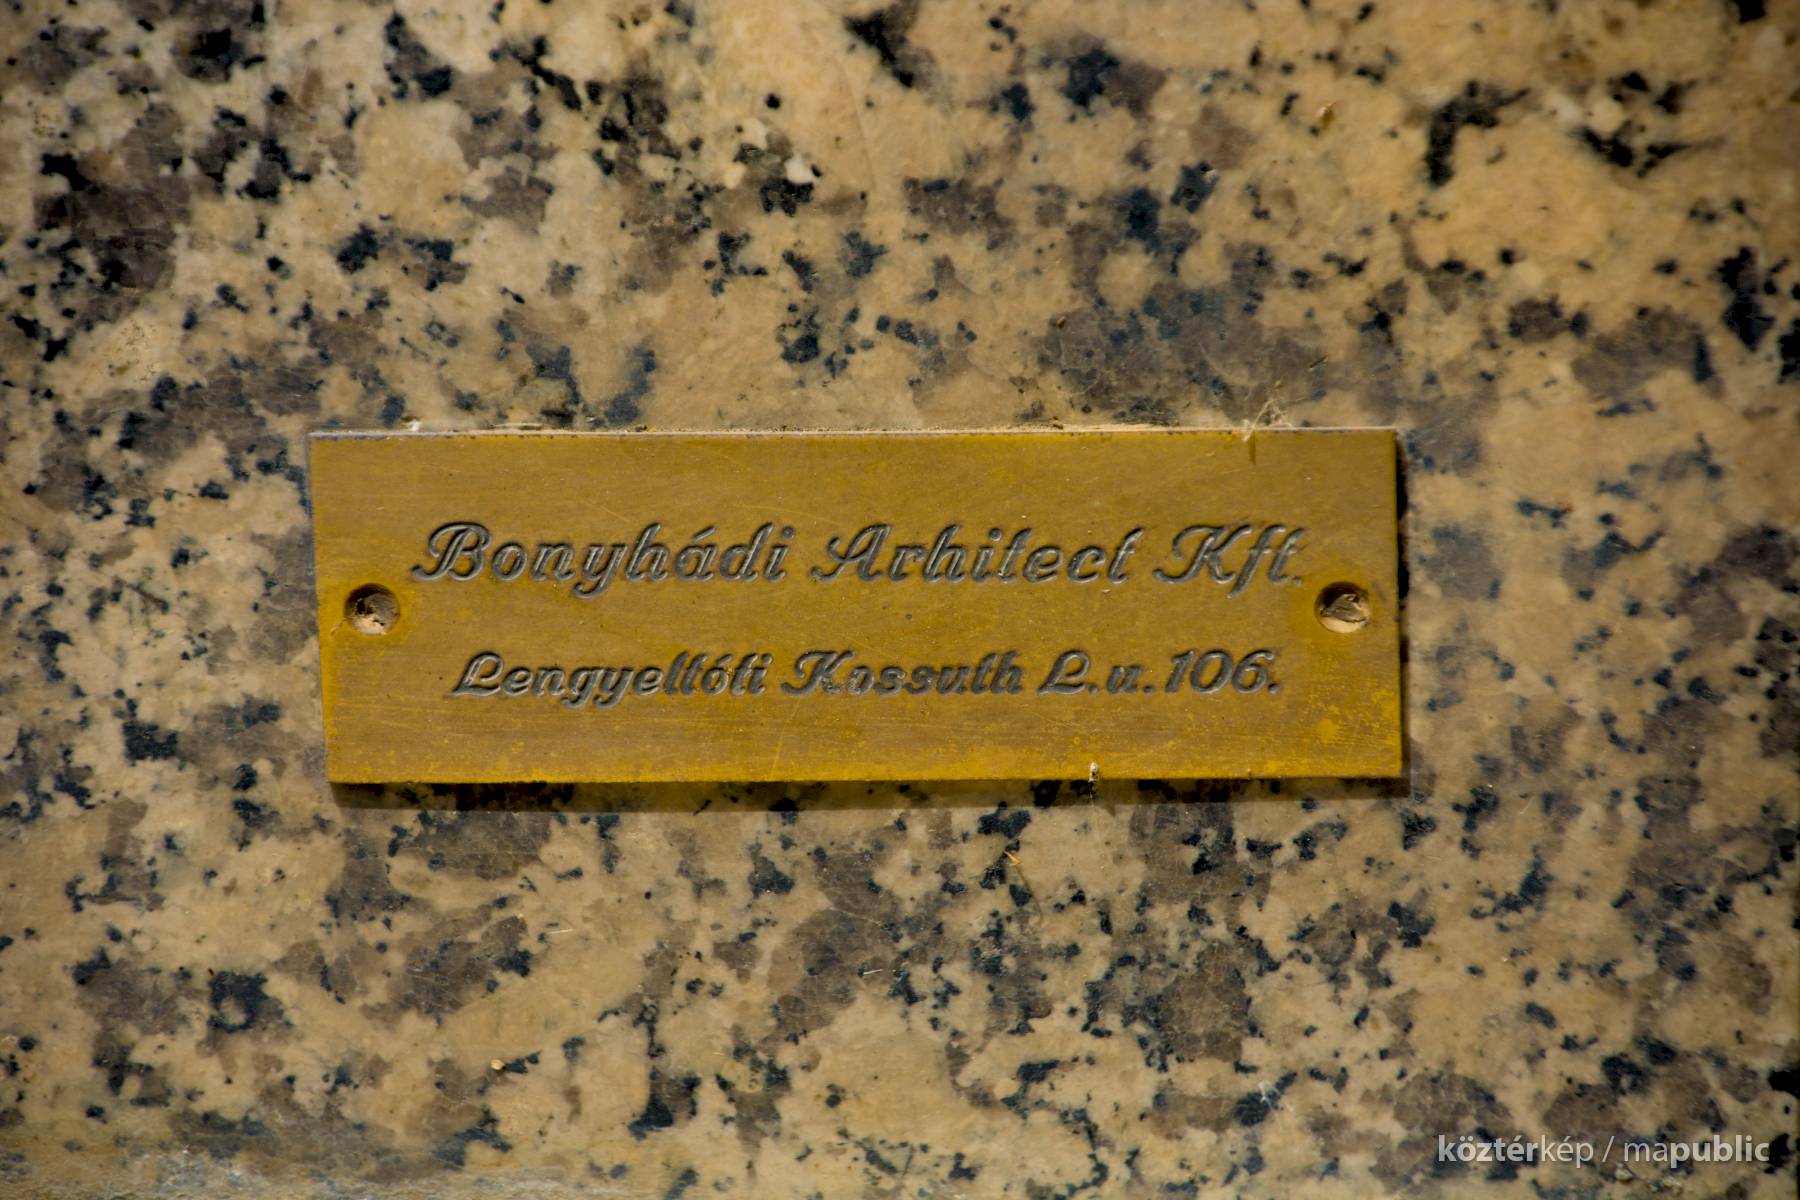 Bonyhádi Arhitect Kft.
Lengyeltóti Kossuth L.u. 106.
köztérkép / mapublic